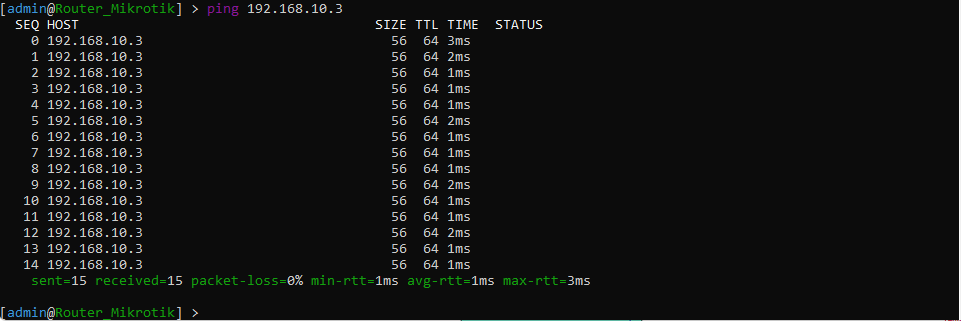 [admin@Router_Mikrotik] > ping 192.168.10.3
SEQ HOST SIZE TTL TIME STATUS
0 192.168.10.3 56 64 3ms
1 192.168.10.3 56 64 2ms
2 192.168.10.3 56 64 1ms
3 192.168.10.3 56 64 1ms
4 192.168.10.3 56 64 1ms
5 192.168.10.3 56 64 2ms
6 192.168.10.3 56 64 1ms
7 192.168.10.3 56 64 1ms
8 192.168.10.3 56 64 1ms
9 192.168.10.3 56 64 2ms
10 192.168.10.3 56 64 1ms
11 192.168.10.3 56 64 1ms
12 192.168.10.3 56 64 2ms
13 192.168.10.3 56 64 1ms
14 192.168.10.3 56 64 1ms
sent=15 received=15 packet-loss=0% min-rtt=1ms avg-rtt=1ms max-rtt=3ms
[admin@Router_Mikrotik] >